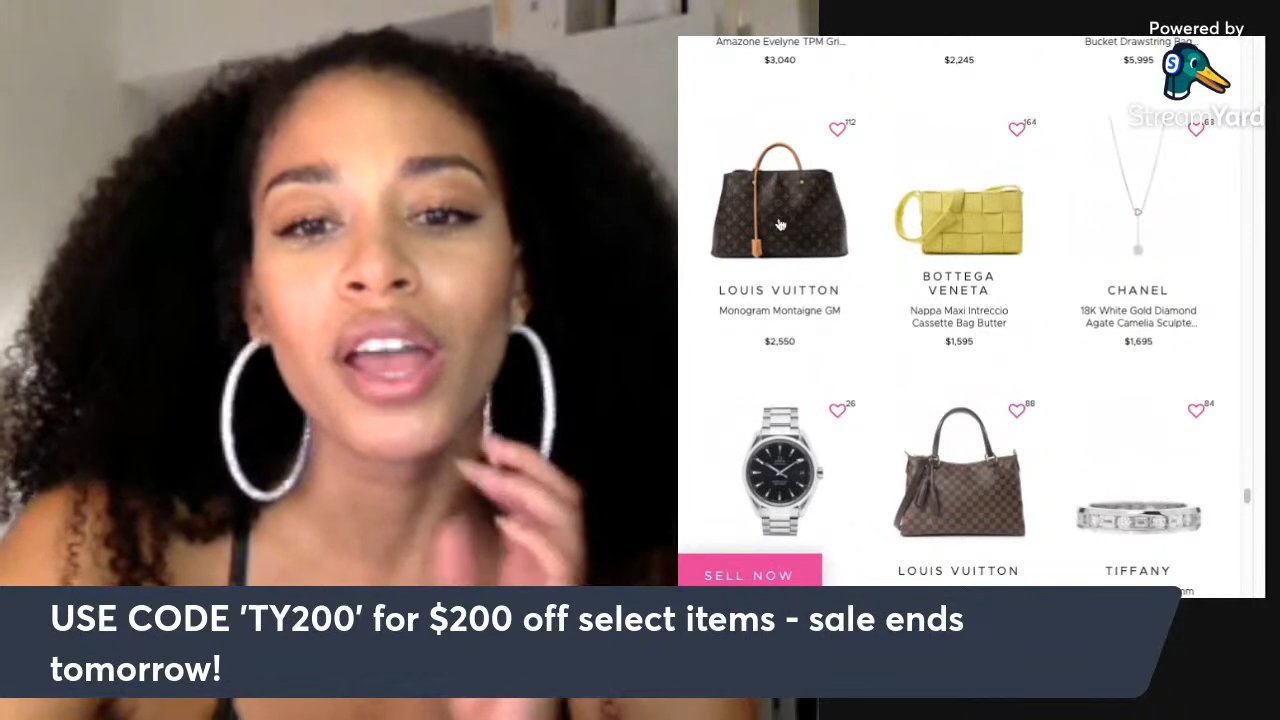 Powered by
StreamYard
Amazone Evelyne TPM Gri...
$3,040
$2,245
Bucket Drawstring Bag...
$5,995
112
LOUIS VUITTON
Monogram Montaigne GM
$2,550
164
BOTTEGA
VENETA
Nappa Maxi Intreccio
Cassette Bag Butter
$1,595
CHANEL
18K White Gold Diamond
Agate Camelia Sculpte...
$1,695
26
88
LOUIS VUITTON
84
TIFFANY
mm
SELL NOW
USE CODE 'TY200' for $200 off select items - sale ends
tomorrow!